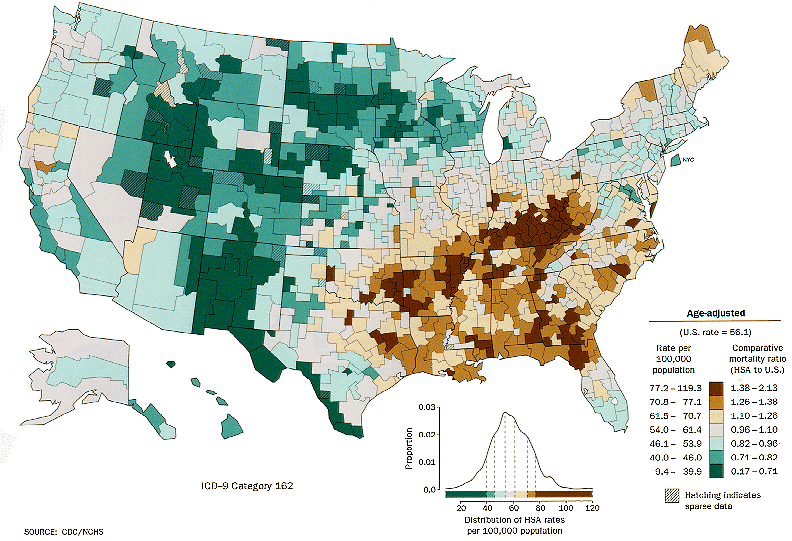 NYC
Age-adjusted
(U.S. rate = 56.1)
Rate per
100,000
population
Comparative
mortality ratio
(HSA to U.S.)
77.2 – 119.3 1.38 – 2.13
70.8 – 77.1 1.26 – 1.38
61.5 – 70.7 1.10 – 1.26
54.0 – 61.4 0.96 – 1.10
46.1 – 53.9 0.82 – 0.96
40.0 – 46.0 0.71 – 0.82
9.4 – 39.9 0.17 – 0.71
Hatching indicates
sparse data
Proportion
0.03
0.02
0.01
0.0
20 40 60 80 100 120
Distribution of HSA rates
per 100,000 population
ICD–9 Category 162
SOURCE: CDC/NCHS